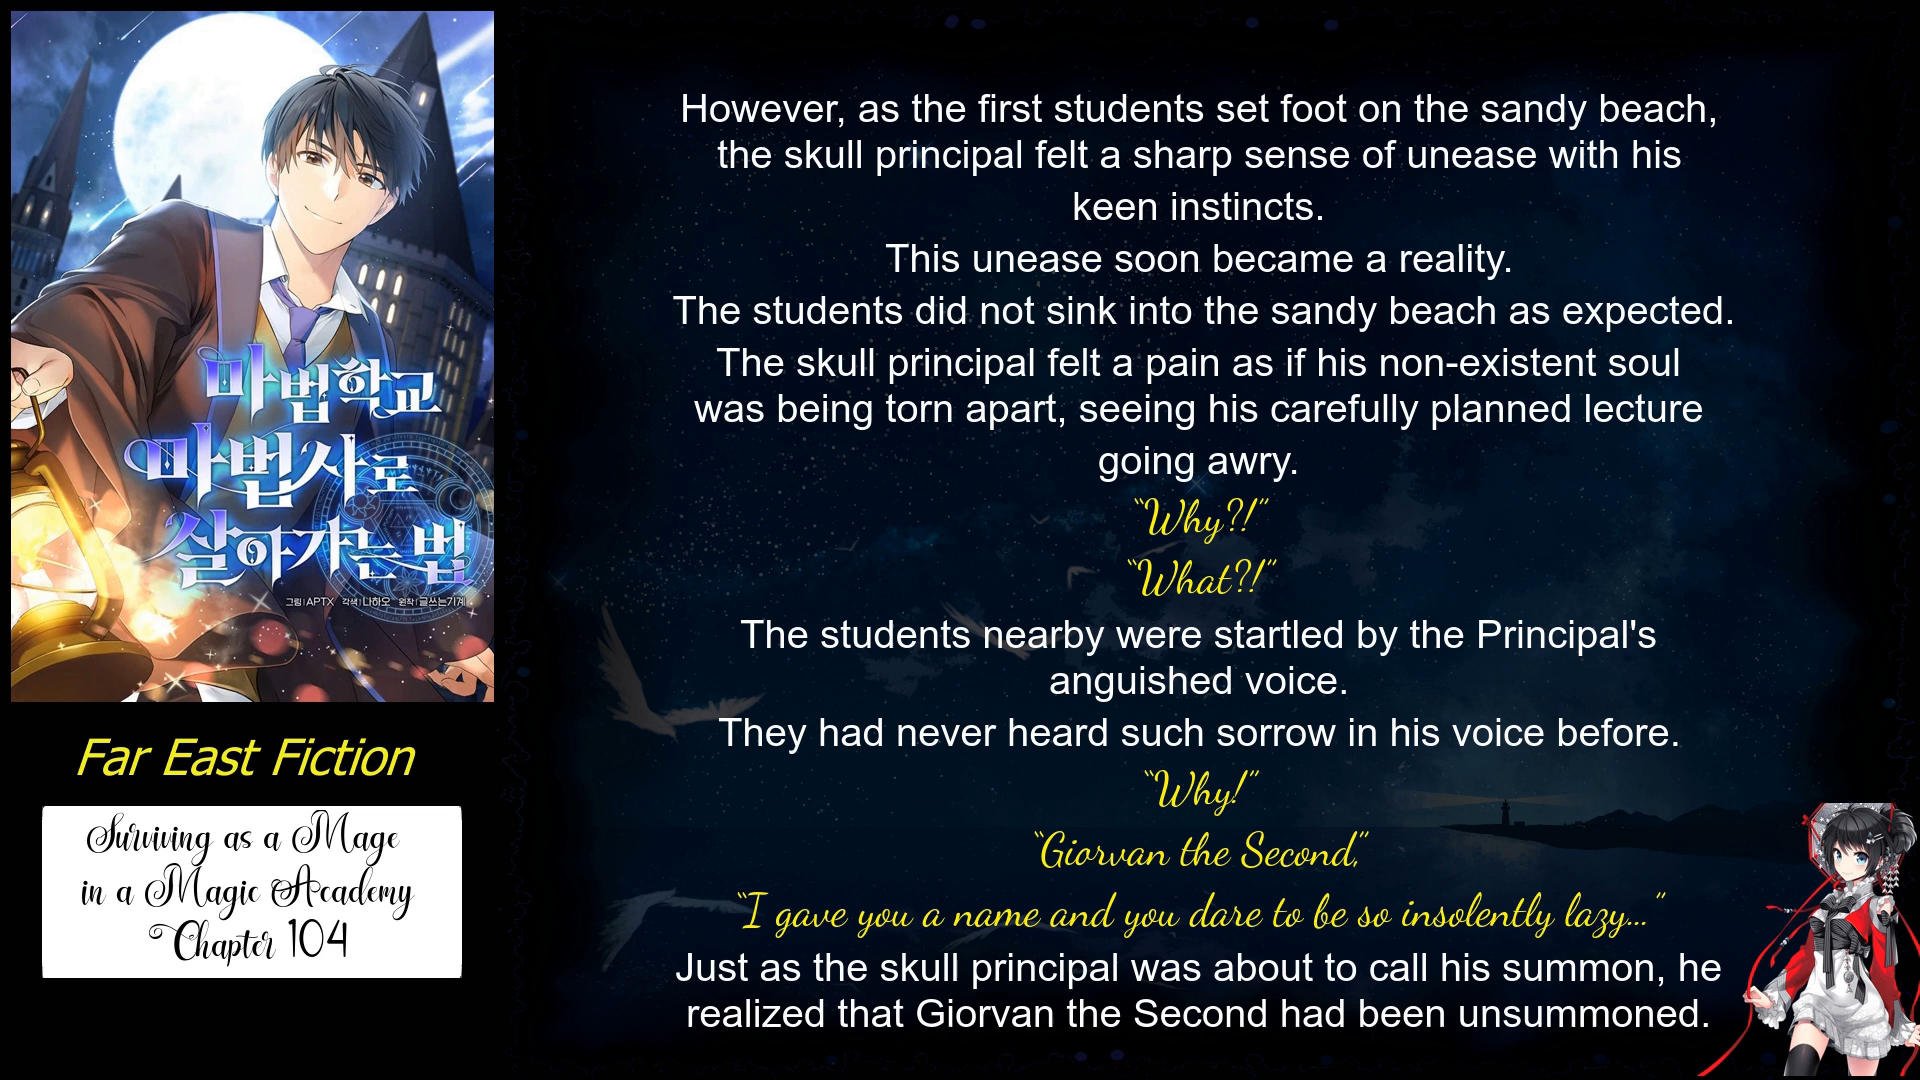 마법학교
마법사로
살아가는 법
그림|APTX 각색|나하오 원작|글쓰는기계
Far East Fiction
Surviving as a Mage
in a Magic Academy
Chapter 104
However, as the first students set foot on the sandy beach,
the skull principal felt a sharp sense of unease with his
keen instincts.
This unease soon became a reality.
The students did not sink into the sandy beach as expected.
The skull principal felt a pain as if his non-existent soul
was being torn apart, seeing his carefully planned lecture
going awry.
“Why?!”
“What?!”
The students nearby were startled by the Principal's
anguished voice.
They had never heard such sorrow in his voice before.
“Why!”
“Giorvan the Second,”
“I gave you a name and you dare to be so insolently lazy...”
Just as the skull principal was about to call his summon, he
realized that Giorvan the Second had been unsummoned.